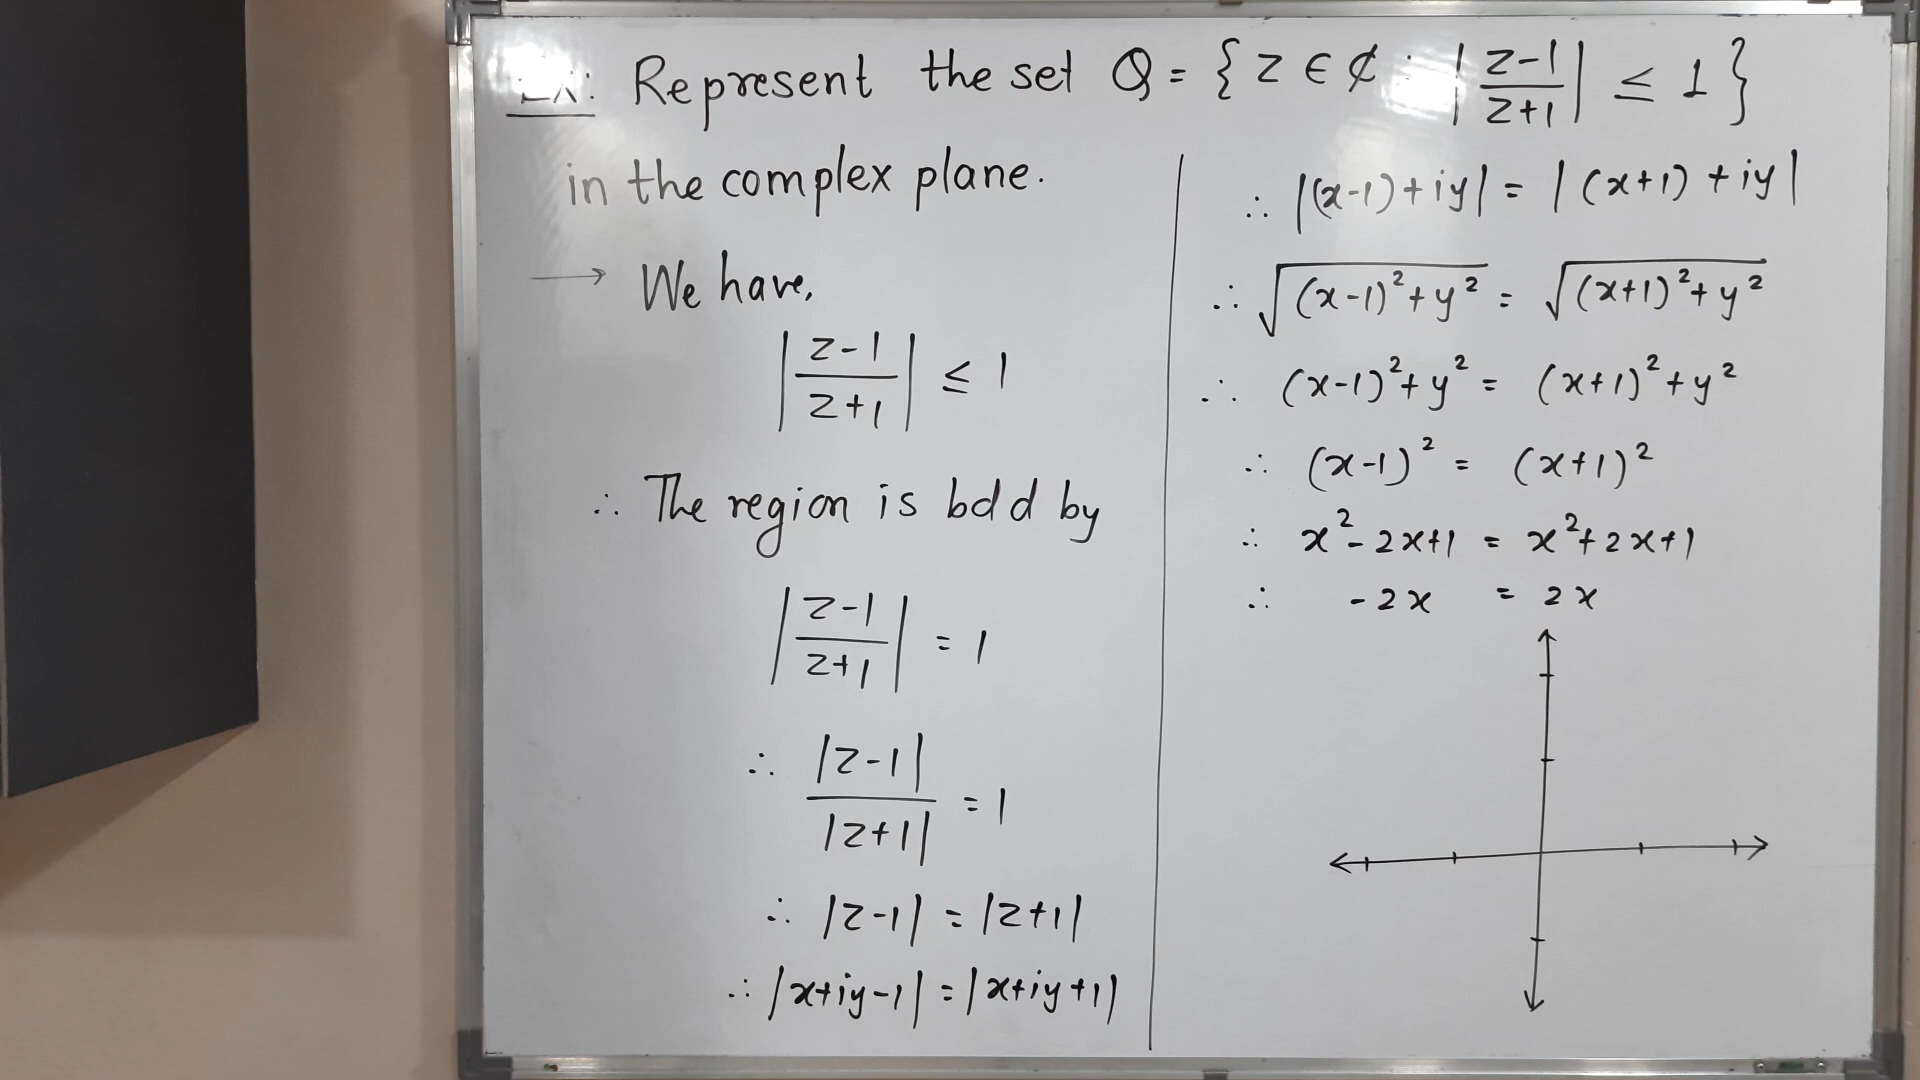 Ex: Represent the set Q = { z ∈ ₵ : |z-1 / z+1| ≤ 1 }
in the complex plane.
→ We have,
|z-1 / z+1| ≤ 1
∴ The region is bdd by
|z-1 / z+1| = 1
∴ |z-1| / |z+1| = 1
∴ |z-1| = |z+1|
∴ |x+iy-1| = |x+iy+1|
∴ |(x-1)+iy| = |(x+1)+iy|
∴ √(x-1)²+y² = √(x+1)²+y²
∴ (x-1)²+y² = (x+1)²+y²
∴ (x-1)² = (x+1)²
∴ x²-2x+1 = x²+2x+1
∴ -2x = 2x